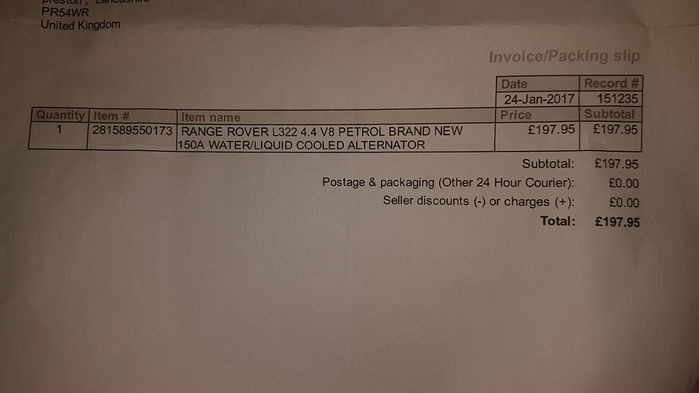 preston , Lancashire
PR54WR
United Kingdom
Invoice/Packing slip
Date Record #
24-Jan-2017 151235
Quantity Item # Item name Price Subtotal
1 281589550173 RANGE ROVER L322 4.4 V8 PETROL BRAND NEW £197.95 £197.95
150A WATER/LIQUID COOLED ALTERNATOR
Subtotal: £197.95
Postage & packaging (Other 24 Hour Courier): £0.00
Seller discounts (-) or charges (+): £0.00
Total: £197.95